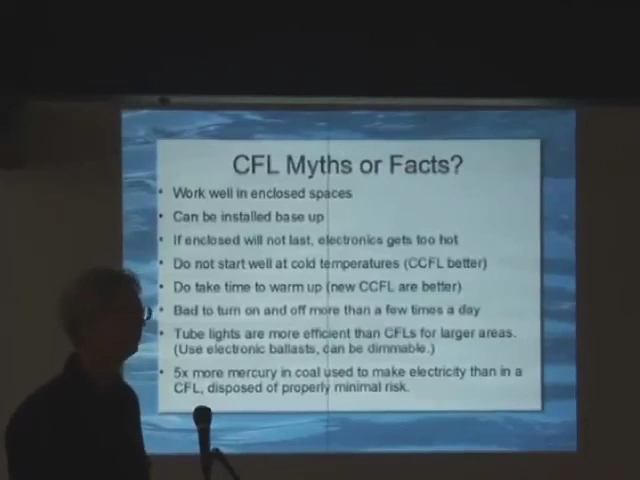 CFL Myths or Facts?
• Work well in enclosed spaces
• Can be installed base up
• If enclosed will not last, electronics gets too hot
• Do not start well at cold temperatures (CCFL better)
• Do take time to warm up (new CCFL are better)
• Bad to turn on and off more than a few times a day
• Tube lights are more efficient than CFLs for larger areas.
(Use electronic ballasts, can be dimmable.)
• 5x more mercury in coal used to make electricity than in a
CFL, disposed of properly minimal risk.